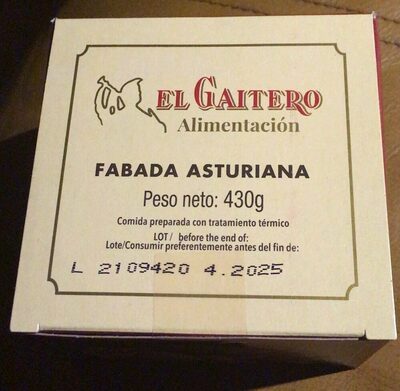 EL GAITERO
Alimentación
FABADA ASTURIANA
Peso neto: 430g
Comida preparada con tratamiento térmico
LOT/ before the end of:
Lote/Consumir preferentemente antes del fin de:
L 2109420 4.2025